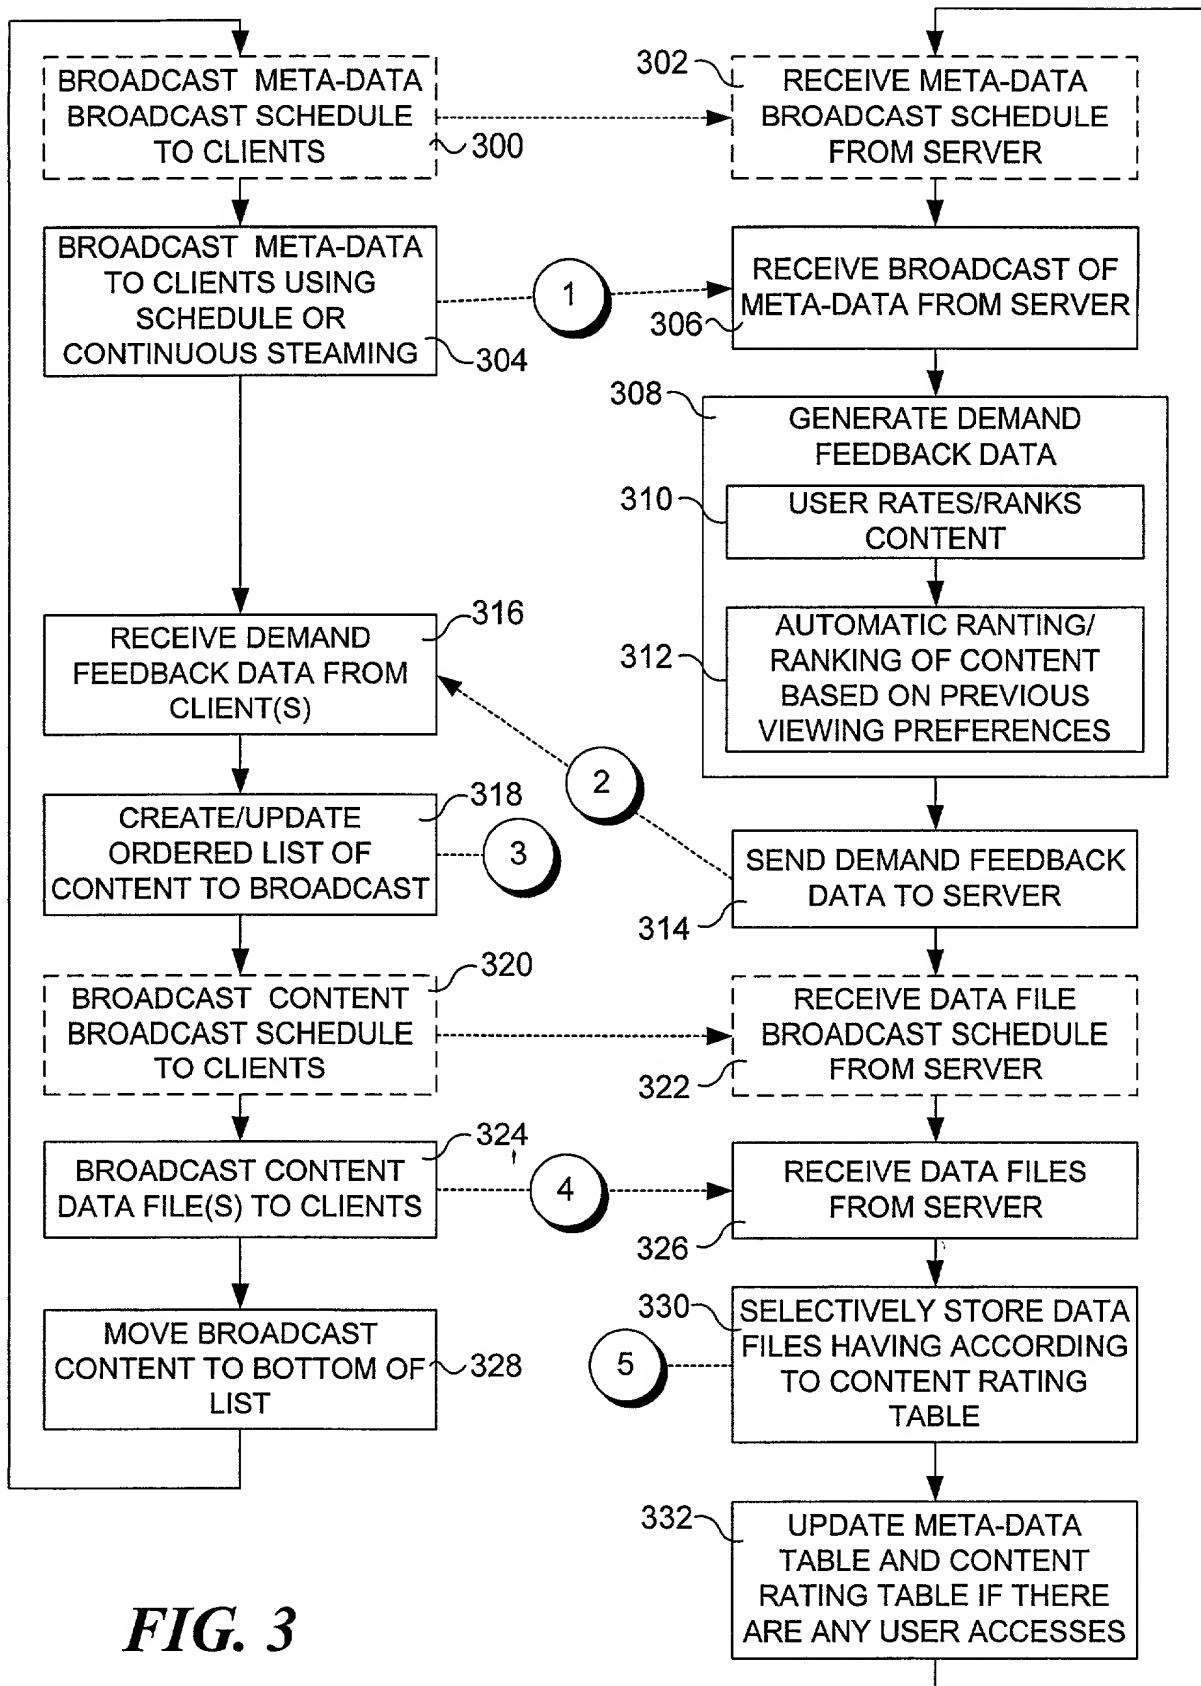 BROADCAST META-DATA
BROADCAST SCHEDULE
TO CLIENTS
300
302
RECEIVE META-DATA
BROADCAST SCHEDULE
FROM SERVER
BROADCAST META-DATA
TO CLIENTS USING
SCHEDULE OR
CONTINUOUS STEAMING
304
1
RECEIVE BROADCAST OF
META-DATA FROM SERVER
306
308
GENERATE DEMAND
FEEDBACK DATA
310
USER RATES/RANKS
CONTENT
312
AUTOMATIC RANTING/
RANKING OF CONTENT
BASED ON PREVIOUS
VIEWING PREFERENCES
316
RECEIVE DEMAND
FEEDBACK DATA FROM
CLIENT(S)
2
318
CREATE/UPDATE
ORDERED LIST OF
CONTENT TO BROADCAST
3
SEND DEMAND FEEDBACK
DATA TO SERVER
314
320
BROADCAST CONTENT
BROADCAST SCHEDULE
TO CLIENTS
RECEIVE DATA FILE
BROADCAST SCHEDULE
FROM SERVER
322
324
BROADCAST CONTENT
DATA FILE(S) TO CLIENTS
4
RECEIVE DATA FILES
FROM SERVER
326
MOVE BROADCAST
CONTENT TO BOTTOM OF
LIST
328
330
SELECTIVELY STORE DATA
FILES HAVING ACCORDING
TO CONTENT RATING
TABLE
5
332
UPDATE META-DATA
TABLE AND CONTENT
RATING TABLE IF THERE
ARE ANY USER ACCESSES
FIG. 3